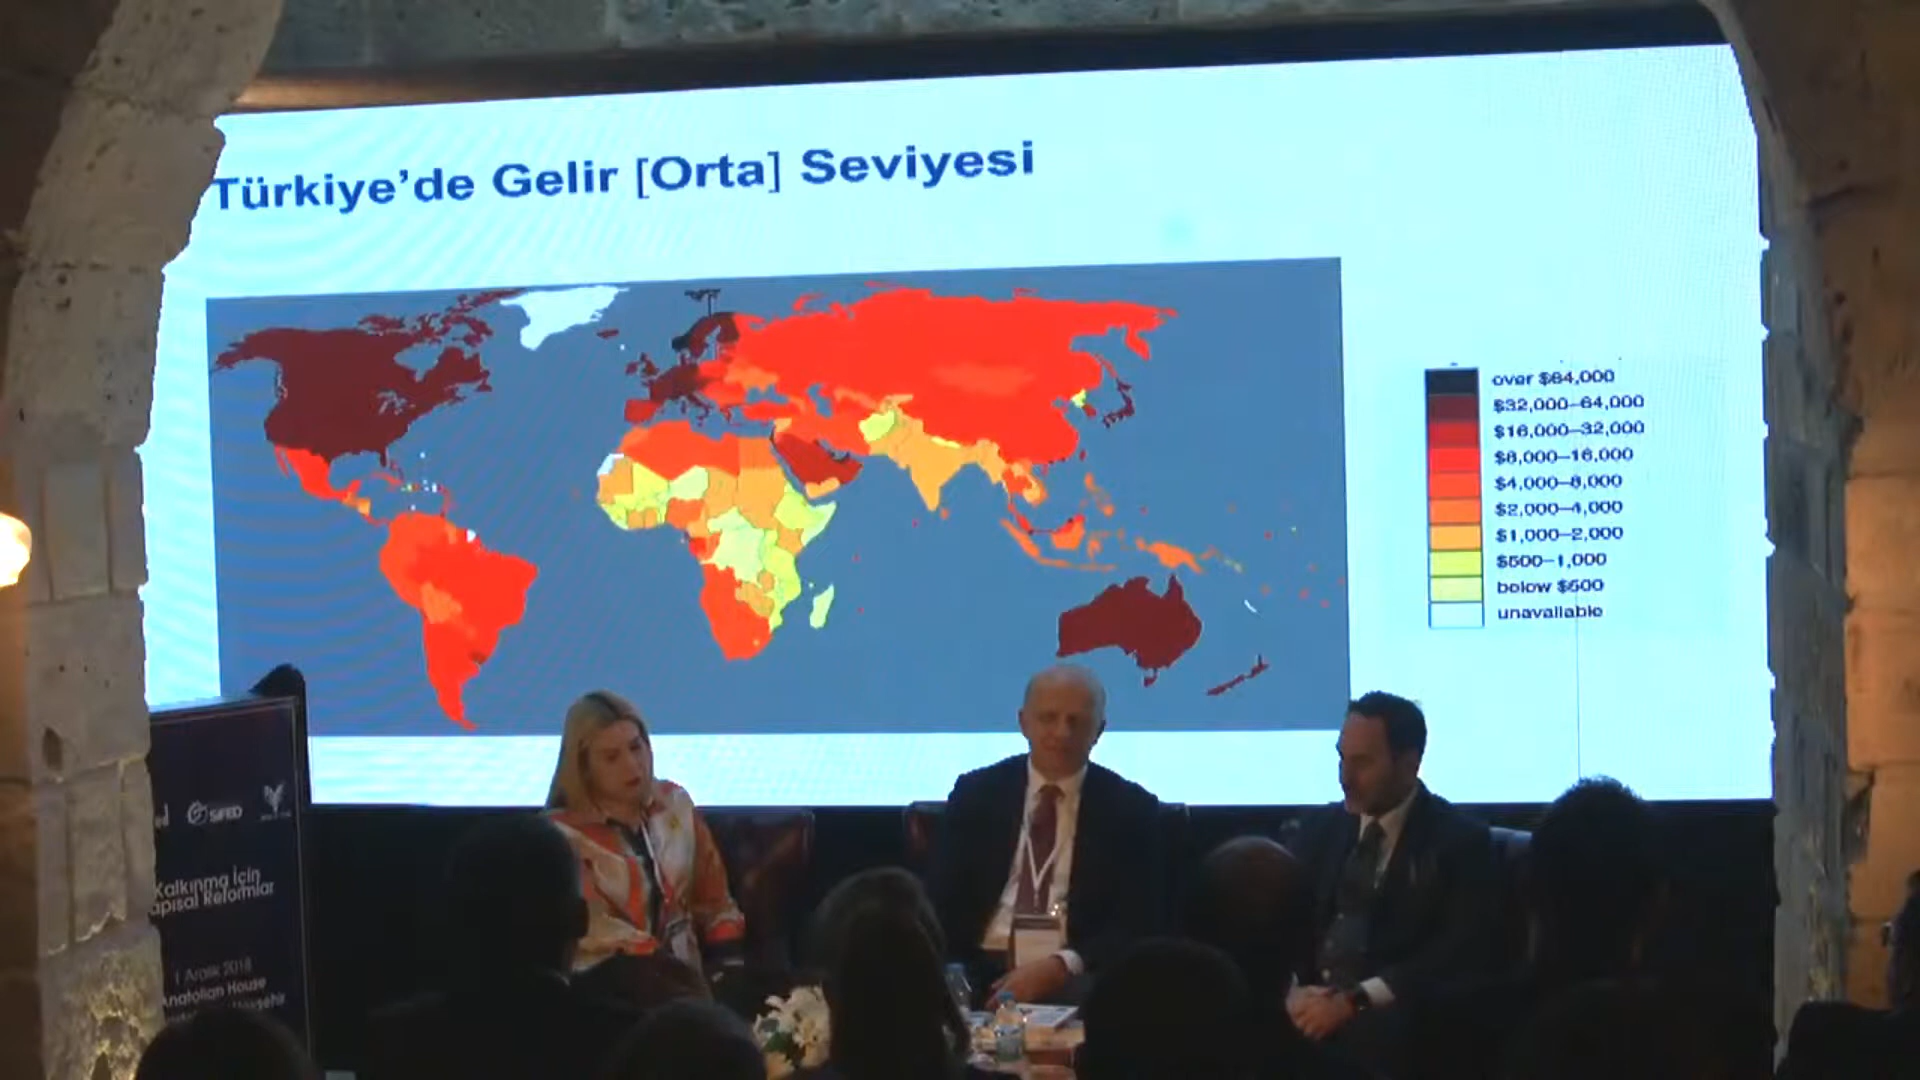 Türkiye'de Gelir [Orta] Seviyesi
over $64,000
$32,000–64,000
$16,000–32,000
$8,000–16,000
$4,000–8,000
$2,000–4,000
$1,000–2,000
$500–1,000
below $500
unavailable
ed SiFED
Kalkınma İçin
apısal Reformlar
1 Aralık 2018
Anatolian House